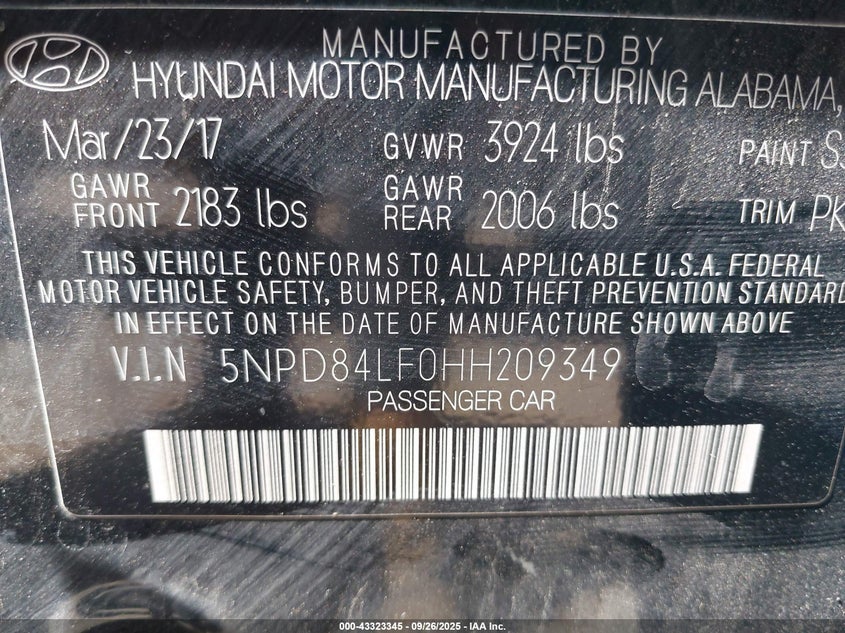 MANUFACTURED BY
HYUNDAI MOTOR MANUFACTURING ALABAMA,
Mar/23/17 GVWR 3924 lbs PAINT
GAWR FRONT 2183 lbs GAWR REAR 2006 lbs TRIM PK
THIS VEHICLE CONFORMS TO ALL APPLICABLE U.S.A. FEDERAL
MOTOR VEHICLE SAFETY, BUMPER, AND THEFT PREVENTION STANDARD
IN EFFECT ON THE DATE OF MANUFACTURE SHOWN ABOVE
V.I.N 5NPD84LF0HH209349
PASSENGER CAR
000-43323345 - 09/26/2025 - IAA Inc.